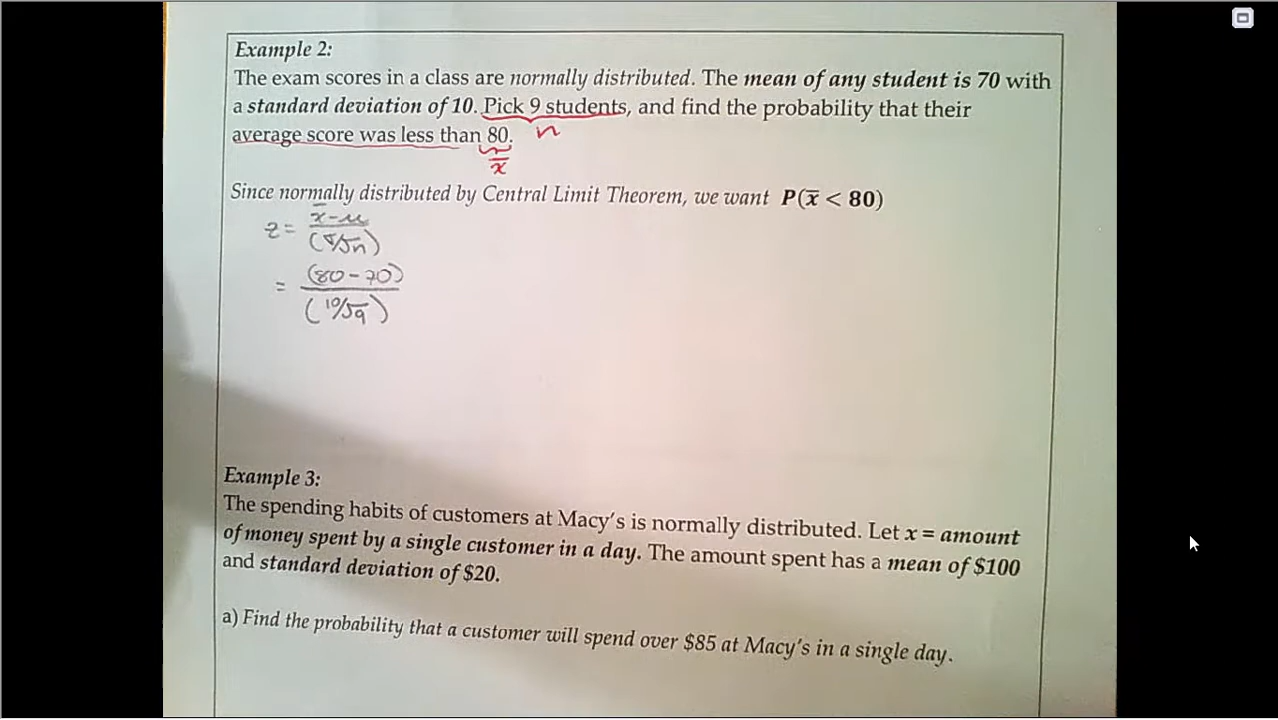 Example 2:
The exam scores in a class are normally distributed. The mean of any student is 70 with
a standard deviation of 10. Pick 9 students, and find the probability that their
average score was less than 80.
n
x̄
Since normally distributed by Central Limit Theorem, we want P(x̄ < 80)
z = (x̄ - μ) / (σ/√n)
= (80 - 70) / (10/√9)
Example 3:
The spending habits of customers at Macy's is normally distributed. Let x = amount
of money spent by a single customer in a day. The amount spent has a mean of $100
and standard deviation of $20.
a) Find the probability that a customer will spend over $85 at Macy's in a single day.